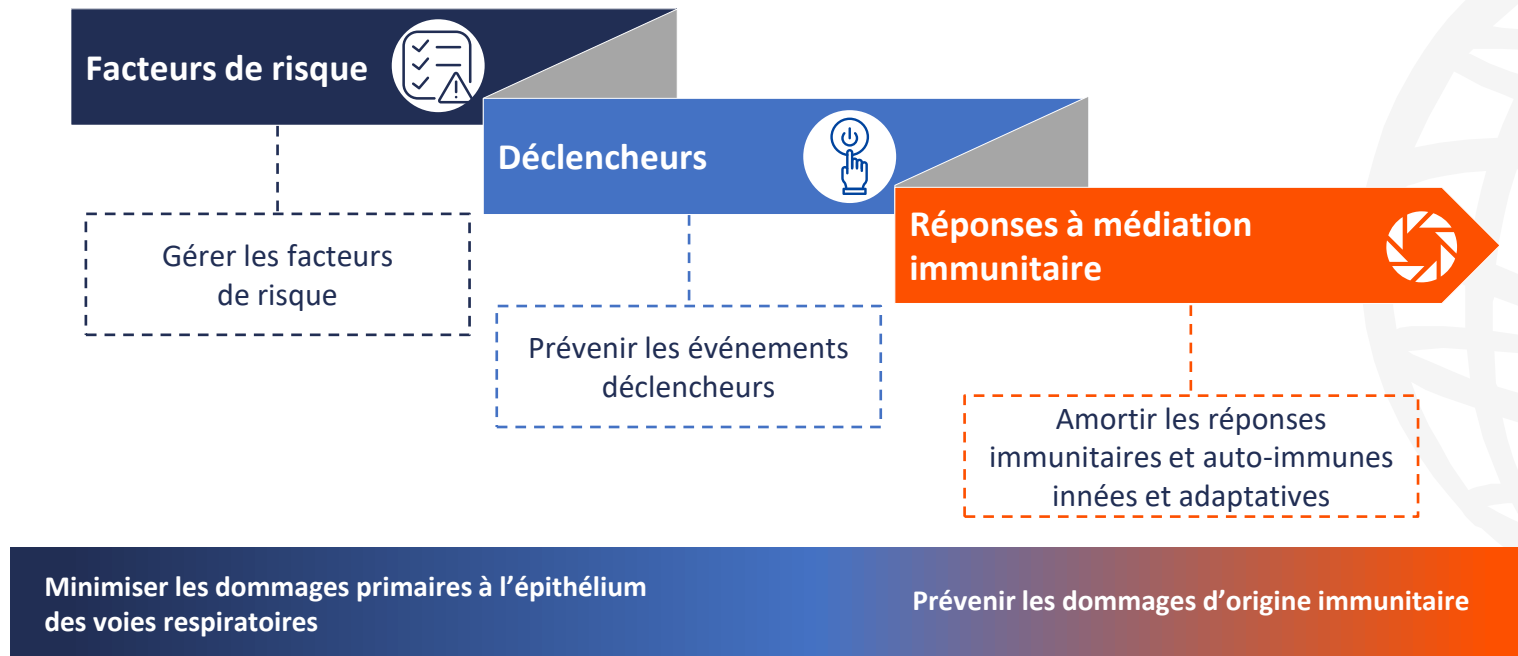 Facteurs de risque
Déclencheurs
Réponses à médiation
immunitaire
Gérer les facteurs
de risque
Prévenir les événements
déclencheurs
Amortir les réponses
immunitaires et auto-immunes
innées et adaptatives
Minimiser les dommages primaires à l’épithélium
des voies respiratoires
Prévenir les dommages d’origine immunitaire